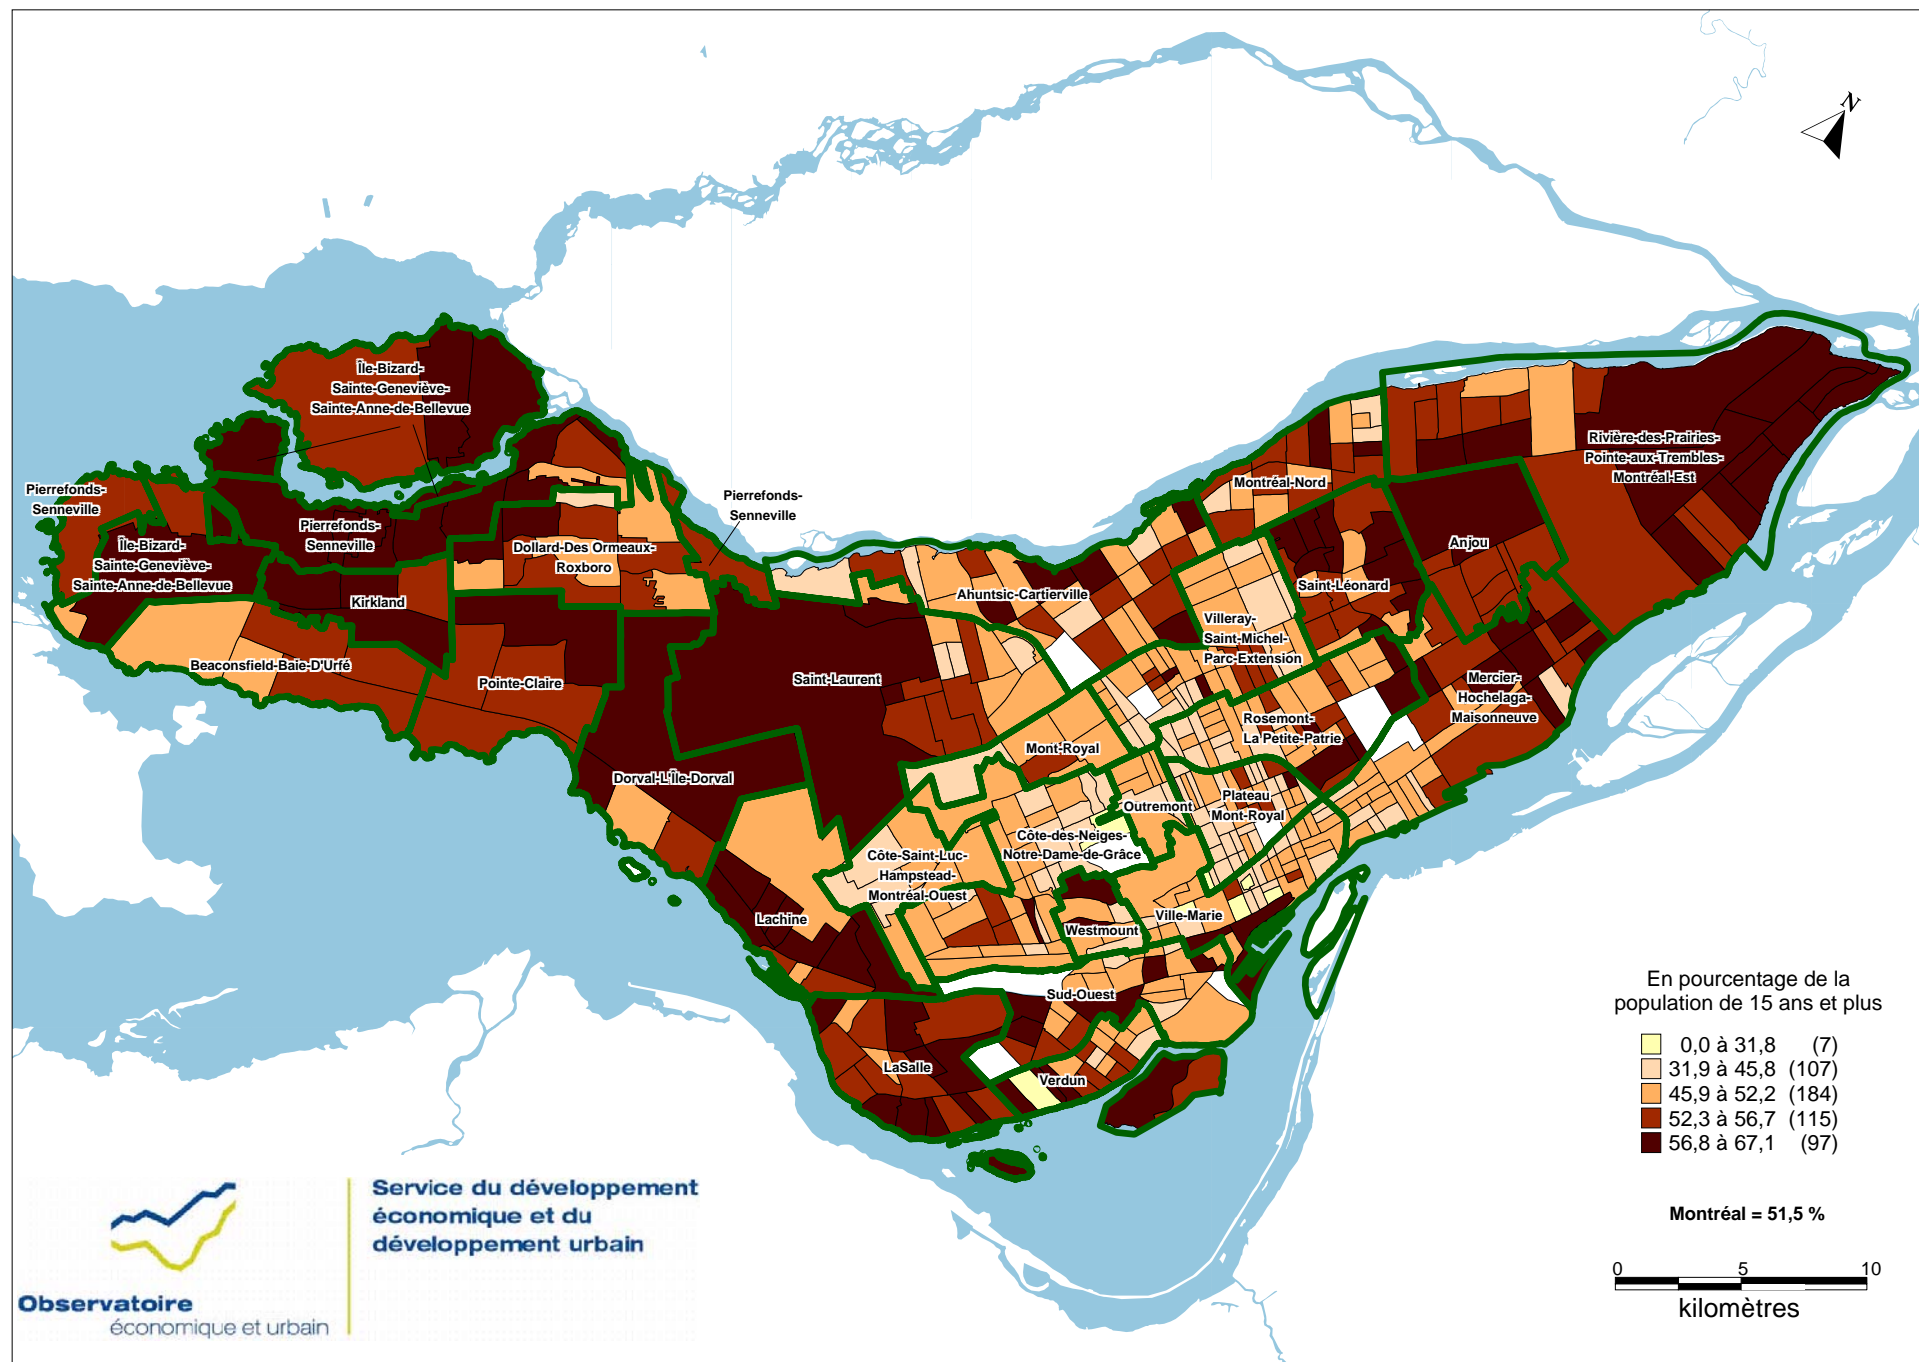 N
Île-Bizard-
Sainte-Geneviève-
Sainte-Anne-de-Bellevue
Pierrefonds-
Senneville
Pierrefonds-
Senneville
Pierrefonds-
Senneville
Île-Bizard-
Sainte-Geneviève-
Sainte-Anne-de-Bellevue
Dollard-Des Ormeaux-
Roxboro
Kirkland
Beaconsfield-Baie-D'Urfé
Pointe-Claire
Dorval-L'Île-Dorval
Saint-Laurent
Ahuntsic-Cartierville
Montréal-Nord
Rivière-des-Prairies-
Pointe-aux-Trembles-
Montréal-Est
Anjou
Saint-Léonard
Villeray-
Saint-Michel-
Parc-Extension
Mercier-
Hochelaga-
Maisonneuve
Rosemont-
La Petite-Patrie
Mont-Royal
Outremont
Plateau
Mont-Royal
Côte-des-Neiges-
Notre-Dame-de-Grâce
Côte-Saint-Luc-
Hampstead-
Montréal-Ouest
Lachine
Westmount
Ville-Marie
Sud-Ouest
LaSalle
Verdun
En pourcentage de la
population de 15 ans et plus
0,0 à 31,8 (7)
31,9 à 45,8 (107)
45,9 à 52,2 (184)
52,3 à 56,7 (115)
56,8 à 67,1 (97)
Montréal = 51,5 %
0 5 10
kilomètres
Service du développement
économique et du
développement urbain
Observatoire
économique et urbain